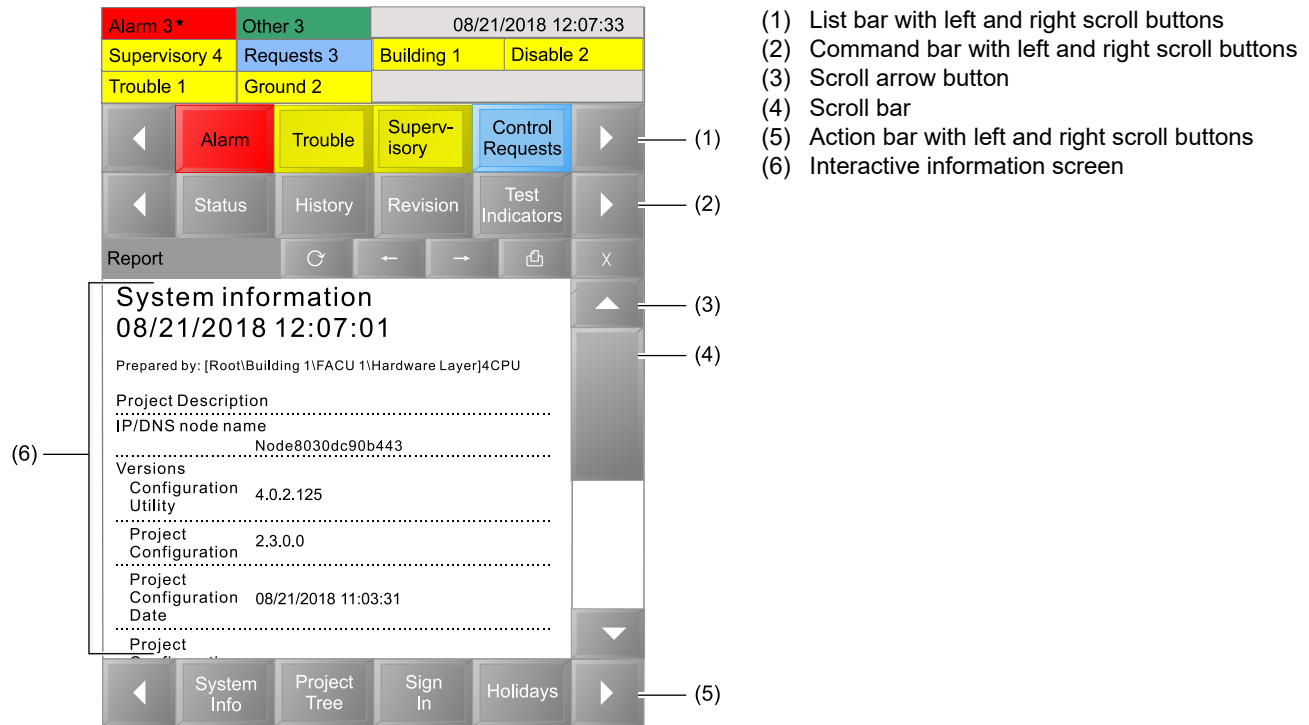 Alarm 3★ Other 3 08/21/2018 12:07:33
Supervisory 4 Requests 3 Building 1 Disable 2
Trouble 1 Ground 2
Alarm Trouble Superv-
isory Control
Requests (1)
Status History Revision Test
Indicators (2)
Report X
System information
08/21/2018 12:07:01
(3)
(4)
Prepared by: [Root\Building 1\FACU 1\Hardware Layer]4CPU
Project Description
IP/DNS node name
Node8030dc90b443
(6)
Versions
Configuration
Utility 4.0.2.125
Project
Configuration 2.3.0.0
Project
Configuration
Date 08/21/2018 11:03:31
Project
System
Info Project
Tree Sign
In Holidays (5)
(1) List bar with left and right scroll buttons
(2) Command bar with left and right scroll buttons
(3) Scroll arrow button
(4) Scroll bar
(5) Action bar with left and right scroll buttons
(6) Interactive information screen